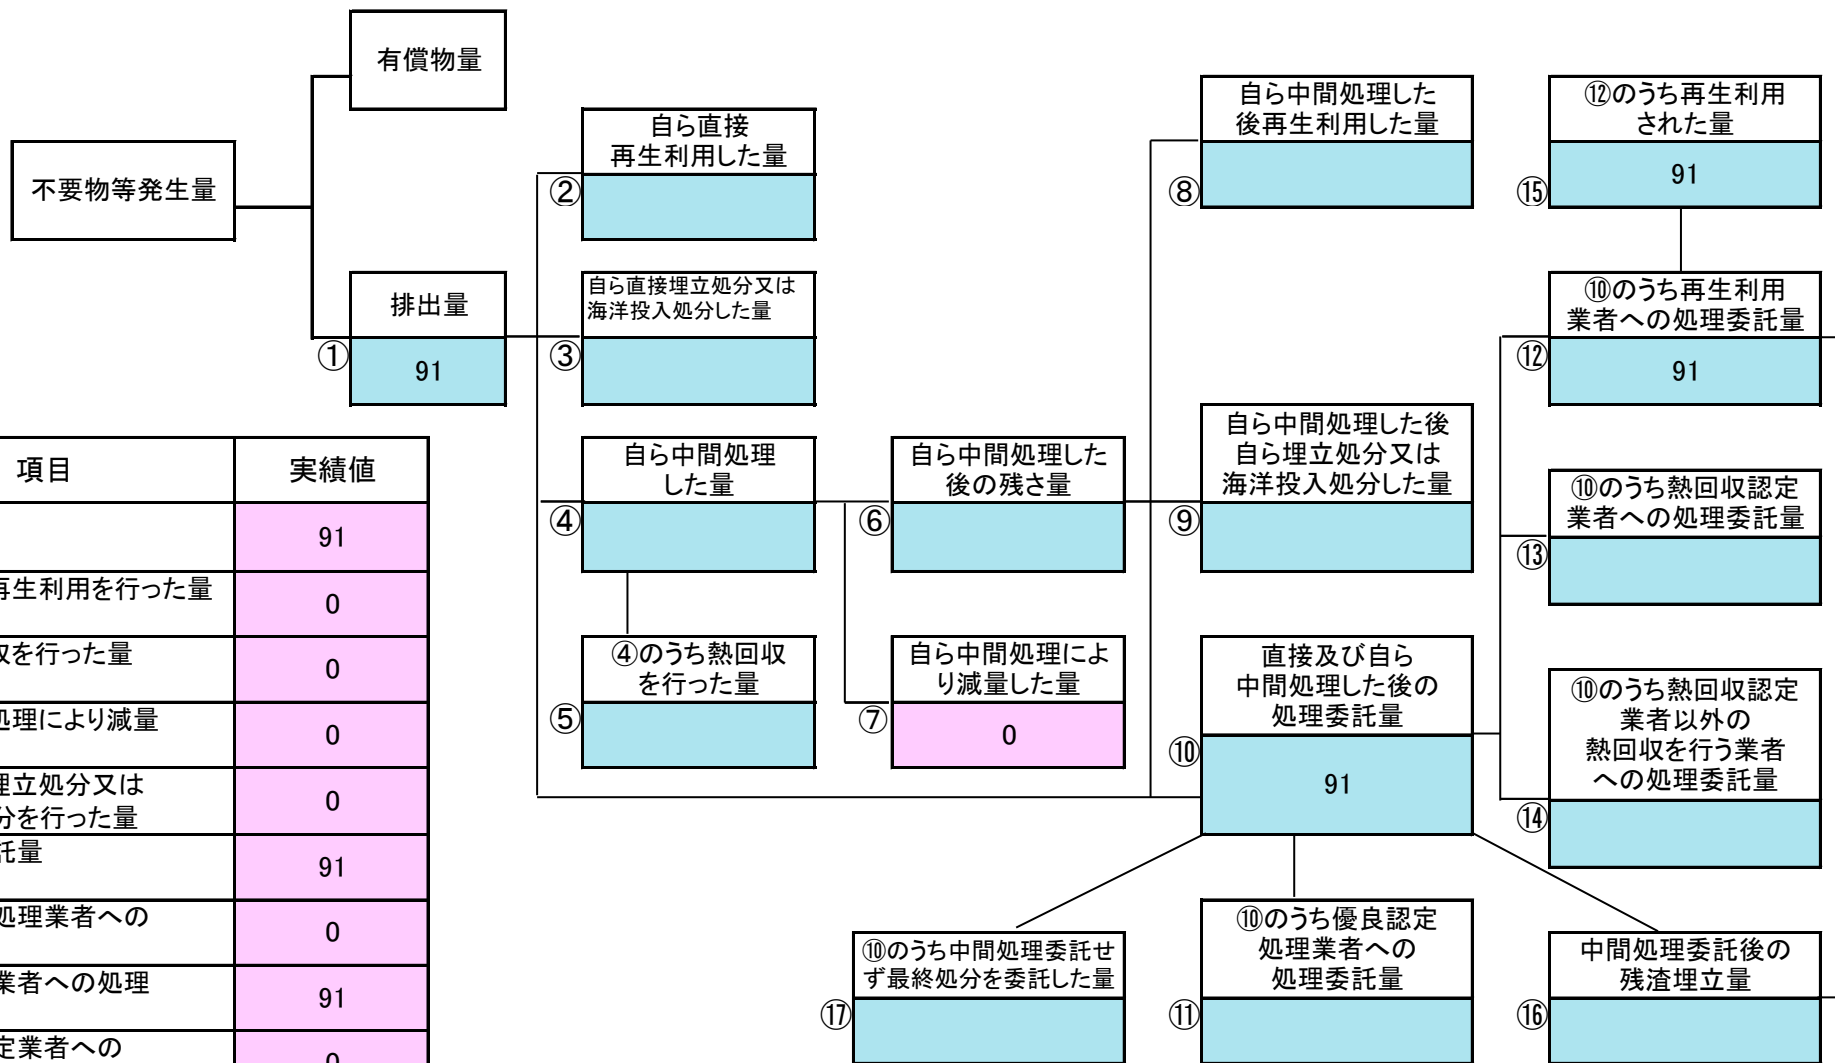 有償物量
不要物等発生量
排出量
①
91
自ら直接
再生利用した量
②
自ら直接埋立処分又は
海洋投入処分した量
③
自ら中間処理
した量
④
④のうち熱回収
を行った量
⑤
自ら中間処理した
後の残さ量
⑥
自ら中間処理によ
り減量した量
⑦
0
自ら中間処理した
後再生利用した量
⑧
自ら中間処理した後
自ら埋立処分又は
海洋投入処分した量
⑨
直接及び自ら
中間処理した後の
処理委託量
⑩
91
⑩のうち優良認定
処理業者への
処理委託量
⑪
⑩のうち再生利用
業者への処理委託量
⑫
91
⑩のうち熱回収認定
業者への処理委託量
⑬
⑩のうち熱回収認定
業者以外の
熱回収を行う業者
への処理委託量
⑭
⑫のうち再生利用
された量
⑮
91
中間処理委託後の
残渣埋立量
⑯
⑩のうち中間処理委託せ
ず最終処分を委託した量
⑰
項目 実績値
91
再生利用を行った量 0
を行った量 0
処理により減量 0
埋立処分又は
分を行った量 0
託量 91
処理業者への 0
業者への処理 91
定業者への 0